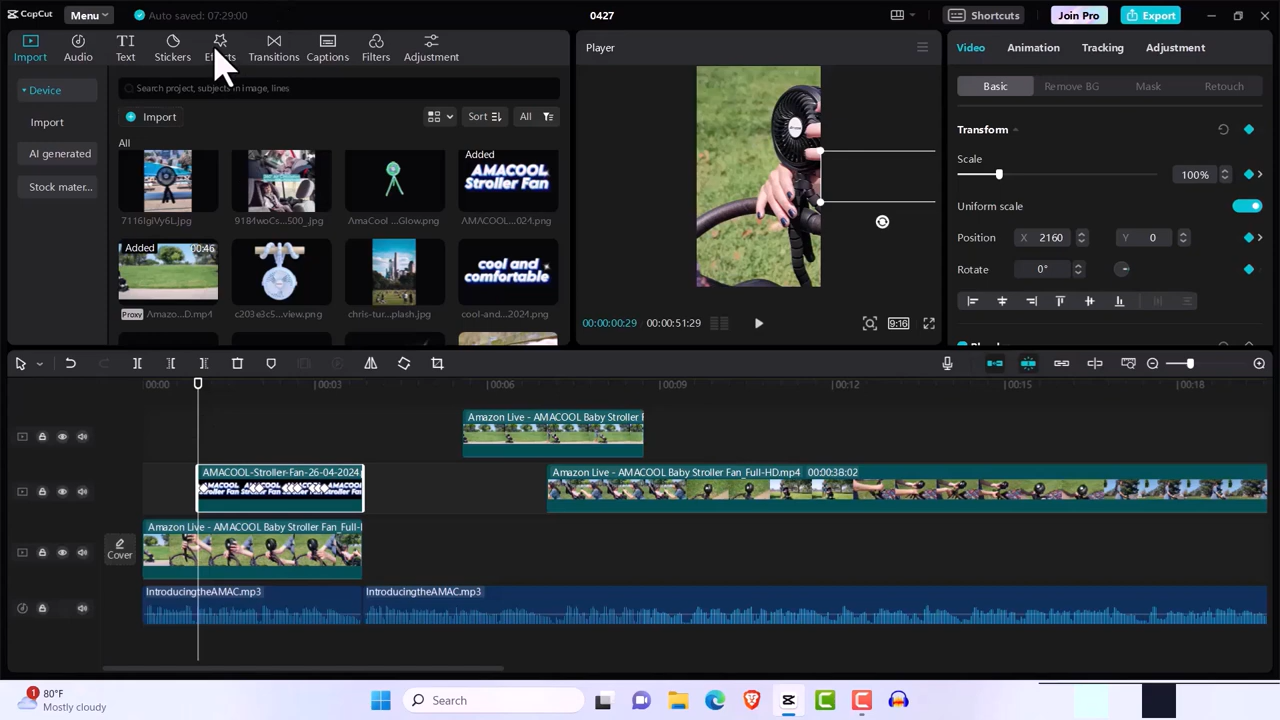 CapCut
Menu
Auto saved: 07:29:00
0427
Shortcuts
Join Pro
Export
Import
Audio
Text
Stickers
Effects
Transitions
Captions
Filters
Adjustment
Device
Import
AI generated
Stock mater...
Search project, subjects in image, lines
Import
Sort
All
All
7116IgiVy6L.jpg
9184woCs...500_.jpg
AmaCool ...Glow.png
Added
AMACOOL
Stroller Fan
AMACOOL...024.png
Added
00:46
Proxy
Amazo...D.mp4
c203e3c5...view.png
chris-tur...plash.jpg
cool and
comfortable
cool-and...2024.png
Player
00:00:00:29
00:00:51:29
9:16
Video
Animation
Tracking
Adjustment
Basic
Remove BG
Mask
Retouch
Transform
Scale
100%
Uniform scale
Position
X 2160
Y 0
Rotate
0°
00:00
00:03
00:06
00:09
00:12
00:15
00:18
Amazon Live - AMACOOL Baby Stroller F
AMACOOL-Stroller-Fan-26-04-2024
Amazon Live - AMACOOL Baby Stroller Fan_Full-HD.mp4 00:00:38:02
Cover
Amazon Live - AMACOOL Baby Stroller Fan_Full-H
IntroducingtheAMAC.mp3
IntroducingtheAMAC.mp3
1
80°F
Mostly cloudy
Search